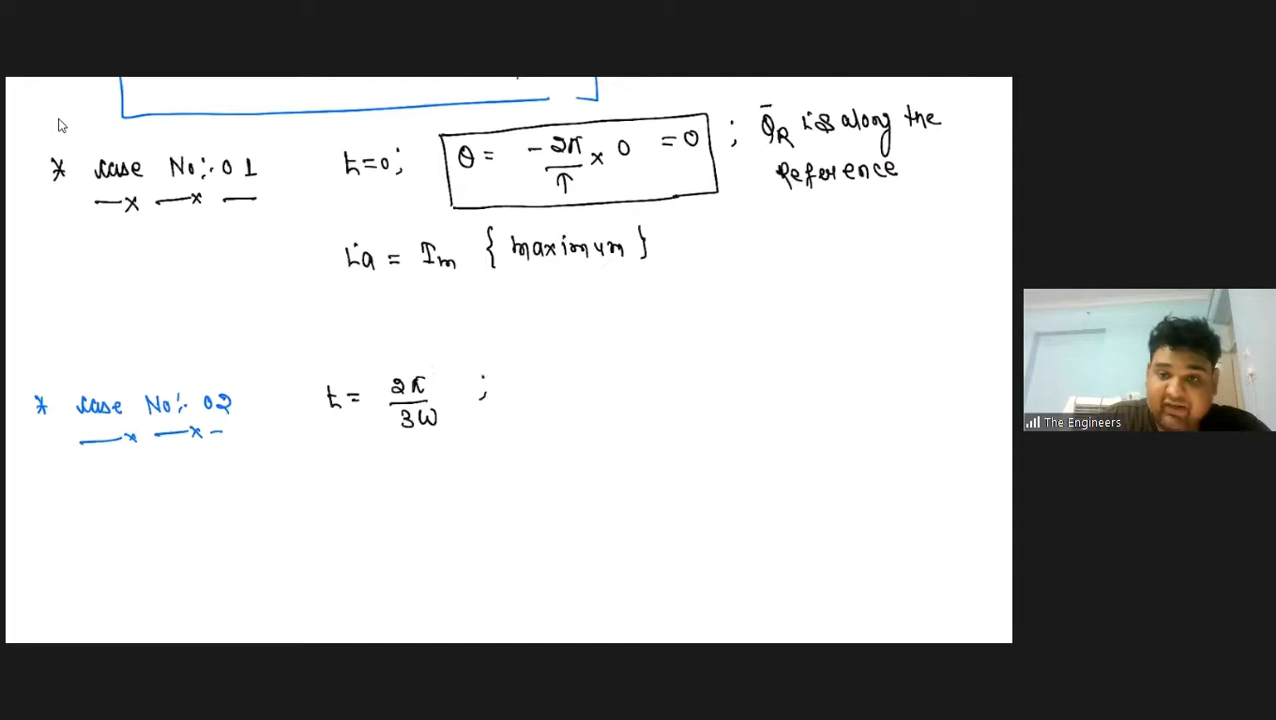 * case No:- 01 t=0; θ = -2π/T × 0 = 0 ; Φ̄R is along the
reference
ia = Im { maximum }
* case No:- 02 t = 2π/3ω ;
The Engineers